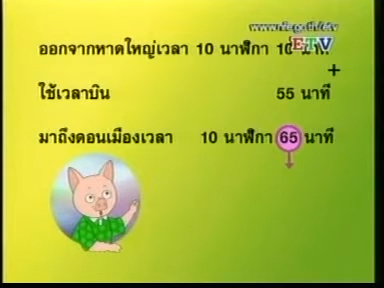 www.nfe.go.th/etv
ETV
ออกจากหาดใหญ่เวลา 10 นาฬิกา 10
+
ใช้เวลาบิน 55 นาที
มาถึงดอนเมืองเวลา 10 นาฬิกา 65 นาที